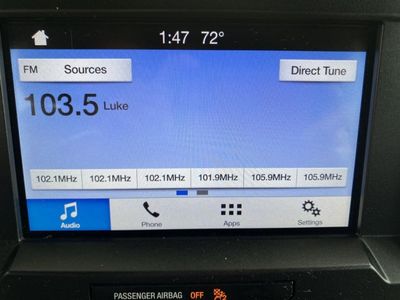 1:47 72°
FM Sources Direct Tune
103.5 Luke
102.1MHz 102.1MHz 102.1MHz 101.9MHz 105.9MHz 105.9MHz
Audio Phone Apps Settings
PASSENGER AIRBAG OFF